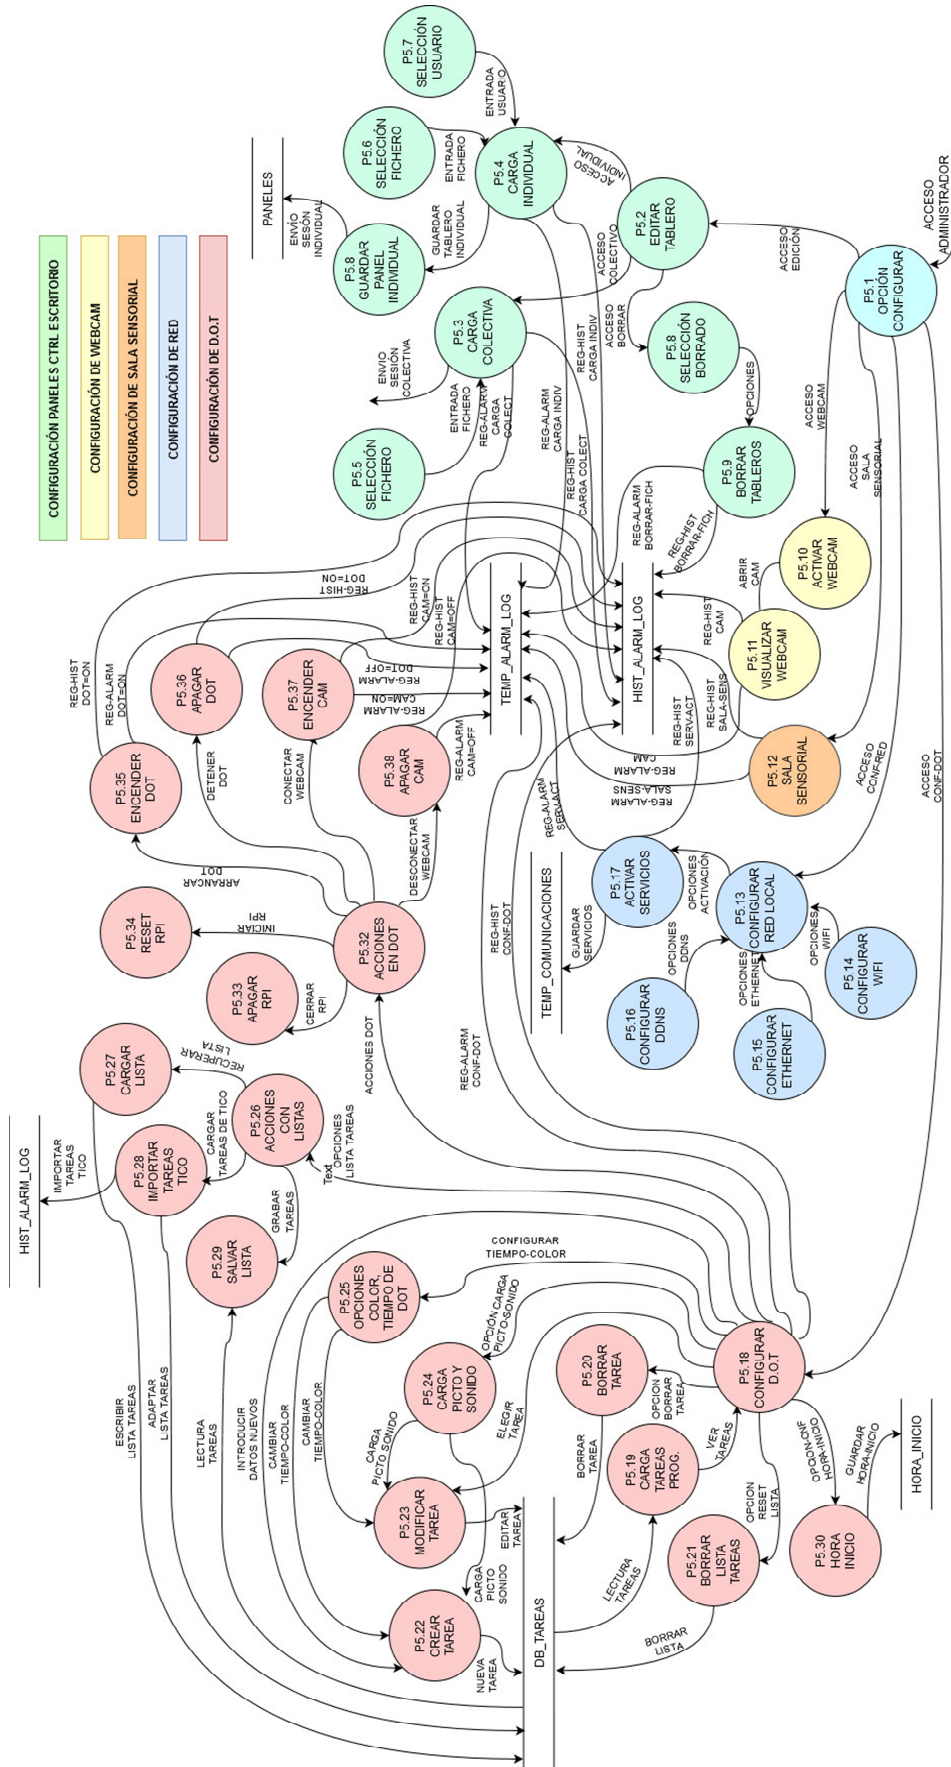 CONFIGURACIÓN PANELES CTRL ESCRITORIO
CONFIGURACIÓN DE WEBCAM
CONFIGURACIÓN DE SALA SENSORIAL
CONFIGURACIÓN DE RED
CONFIGURACIÓN DE D.O.T
P5.7
SELECCIÓN
USUARIO
ENTRADA
USUARIO
P5.6
SELECCIÓN
FICHERO
ENTRADA
FICHERO
P5.4
CARGA
INDIVIDUAL
PANELES
ENVÍO
SESIÓN
INDIVIDUAL
P5.8
GUARDAR
PANEL
INDIVIDUAL
GUARDAR
TABLERO
INDIVIDUAL
ACCESO
INDIVIDUAL
P5.2
EDITAR
TABLERO
ACCESO
COLECTIVO
P5.3
CARGA
COLECTIVA
ENVIO
SESIÓN
COLECTIVA
P5.5
SELECCIÓN
FICHERO
ENTRADA
FICHERO
REG-ALARM
CARGA
COLECT
REG-ALARM
CARGA INDIV
REG-HIST
CARGA INDIV
REG-HIST
CARGA COLECT
ACCESO
BORRAR
P5.8
SELECCIÓN
BORRADO
OPCIONES
P5.9
BORRAR
TABLEROS
REG-ALARM
BORRAR-FICH
REG-HIST
BORRAR-FICH
ACCESO
EDICIÓN
P5.1
OPCIÓN
CONFIGURAR
ACCESO
ADMINISTRADOR
ACCESO
WEBCAM
ACCESO
SALA
SENSORIAL
P5.10
ACTIVAR
WEBCAM
ABRIR
CAM
P5.11
VISUALIZAR
WEBCAM
REG-HIST
CAM
REG-ALARM
CAM
P5.12
SALA
SENSORIAL
REG-HIST
SALA-SENS
REG-ALARM
SALA-SENS
ACCESO
CONF-RED
ACCESO
CONF-DOT
TEMP_ALARM_LOG
HIST_ALARM_LOG
REG-HIST
DOT=ON
REG-ALARM
DOT=ON
P5.35
ENCENDER
DOT
P5.36
APAGAR
DOT
REG-HIST
DOT=ON
REG-ALARM
DOT=OFF
P5.37
ENCENDER
CAM
REG-HIST
CAM=ON
REG-ALARM
CAM=ON
P5.38
APAGAR
CAM
REG-HIST
CAM=OFF
REG-ALARM
CAM=OFF
ARRANCAR
DOT
DETENER
DOT
CONECTAR
WEBCAM
DESCONECTAR
WEBCAM
P5.34
RESET
RPI
INICIAR
RPI
P5.33
APAGAR
RPI
CERRAR
RPI
P5.32
ACCIONES
EN DOT
ACCIONES DOT
REG-HIST
CONF-DOT
REG-ALARM
CONF-DOT
REG-HIST
SERV-ACT
REG-ALARM
SERV-ACT
P5.17
ACTIVAR
SERVICIOS
TEMP_COMUNICACIONES
GUARDAR
SERVICIOS
OPCIONES
ACTIVACIÓN
P5.13
CONFIGURAR
RED LOCAL
OPCIONES
DDNS
P5.16
CONFIGURAR
DDNS
OPCIONES
ETHERNET
P5.15
CONFIGURAR
ETHERNET
OPCIONES
WIFI
P5.14
CONFIGURAR
WIFI
HIST_ALARM_LOG
IMPORTAR
TAREAS
TICO
P5.27
CARGAR
LISTA
RECUPERAR
LISTA
P5.28
IMPORTAR
TAREAS
TICO
CARGAR
TAREAS DE TICO
P5.26
ACCIONES
CON
LISTAS
Text
OPCIONES
LISTA TAREAS
P5.29
SALVAR
LISTA
GRABAR
TAREAS
ESCRIBIR
LISTA TAREAS
ADAPTAR
LISTA TAREAS
LECTURA
TAREAS
INTRODUCIR
DATOS NUEVOS
CAMBIAR
TIEMPO-COLOR
CAMBIAR
TIEMPO-COLOR
P5.25
OPCIONES
COLOR,
TIEMPO DE
DOT
CONFIGURAR
TIEMPO-COLOR
P5.24
CARGA
PICTO Y
SONIDO
OPCIÓN CARGA
PICTO-SONIDO
CARGA
PICTO SONIDO
ELEGIR
TAREA
P5.23
MODIFICAR
TAREA
EDITAR
TAREA
CARGA
PICTO
SONIDO
P5.22
CREAR
TAREA
NUEVA
TAREA
DB_TAREAS
P5.20
BORRAR
TAREA
BORRAR
TAREA
OPCION
BORRAR
TAREA
P5.18
CONFIGURAR
D.O.T
P5.19
CARGA
TAREAS
PROG.
VER
TAREAS
LECTURA
TAREAS
P5.21
BORRAR
LISTA
TAREAS
OPCION
RESET
LISTA
BORRAR
LISTA
OPQON-CNF
HORA-INICIO
P5.30
HORA
INICIO
GUARDAR
HORA-INICIO
HORA_INICIO